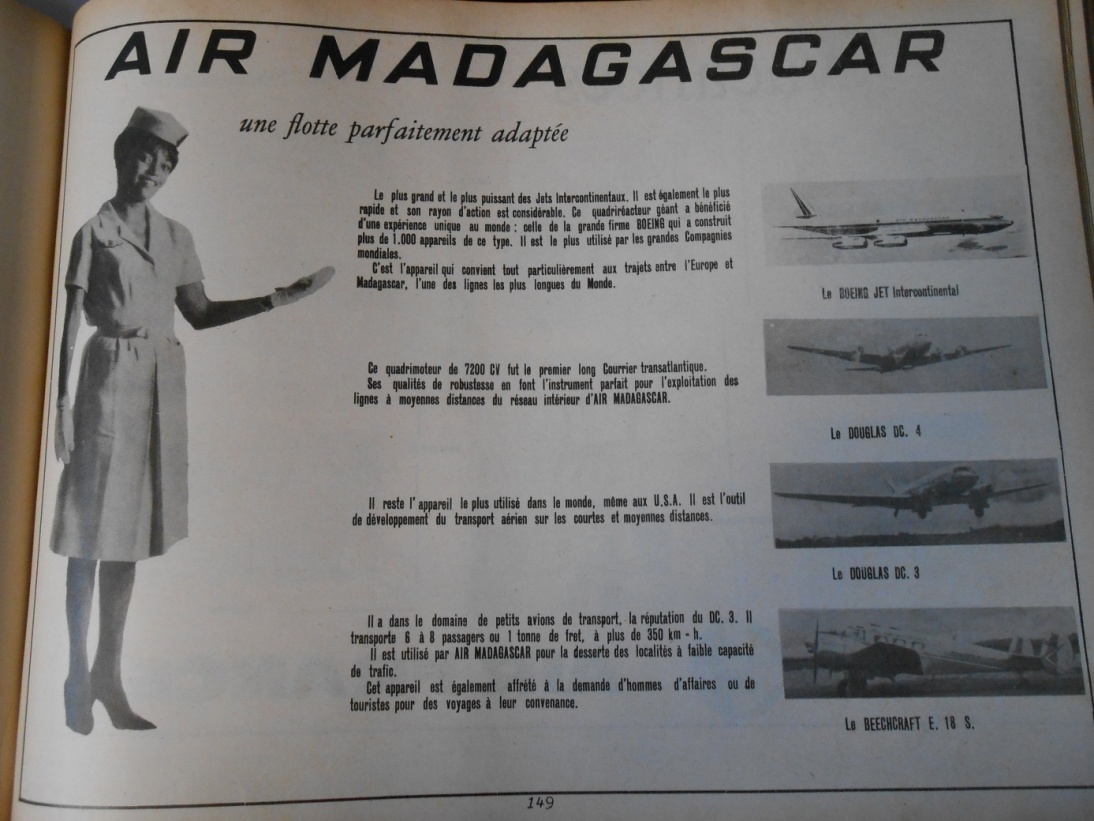 AIR MADAGASCAR
une flotte parfaitement adaptée
Le plus grand et le plus puissant des Jets Intercontinentaux. Il est également le plus
rapide et son rayon d'action est considérable. Ce quadriréacteur géant a bénéficié
d'une expérience unique au monde : celle de la grande firme BOEING qui a construit
plus de 1.000 appareils de ce type. Il est le plus utilisé par les grandes Compagnies
mondiales.
C'est l'appareil qui convient tout particulièrement aux trajets entre l'Europe et
Madagascar, l'une des lignes les plus longues du Monde.
Le BOEING JET Intercontinental
Ce quadrimoteur de 7200 CV fut le premier long Courrier transatlantique.
Ses qualités de robustesse en font l'instrument parfait pour l'exploitation des
lignes à moyennes distances du réseau intérieur d'AIR MADAGASCAR.
Le DOUGLAS DC. 4
Il reste l'appareil le plus utilisé dans le monde, même aux U.S.A. Il est l'outil
de développement du transport aérien sur les courtes et moyennes distances.
Le DOUGLAS DC. 3
Il a dans le domaine de petits avions de transport, la réputation du DC. 3. Il
transporte 6 à 8 passagers ou 1 tonne de fret, à plus de 350 km - h.
Il est utilisé par AIR MADAGASCAR pour la desserte des localités à faible capacité
de trafic.
Cet appareil est également affrété à la demande d'hommes d'affaires ou de
touristes pour des voyages à leur convenance.
Le BEECHCRAFT E. 18 S.
149